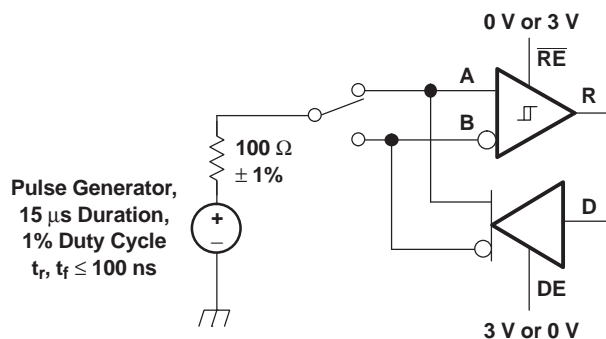 0 V or 3 V
R̅E̅
A
R
B
100 Ω
± 1%
Pulse Generator,
15 μs Duration,
1% Duty Cycle
tr, tf ≤ 100 ns
+
–
D
DE
3 V or 0 V